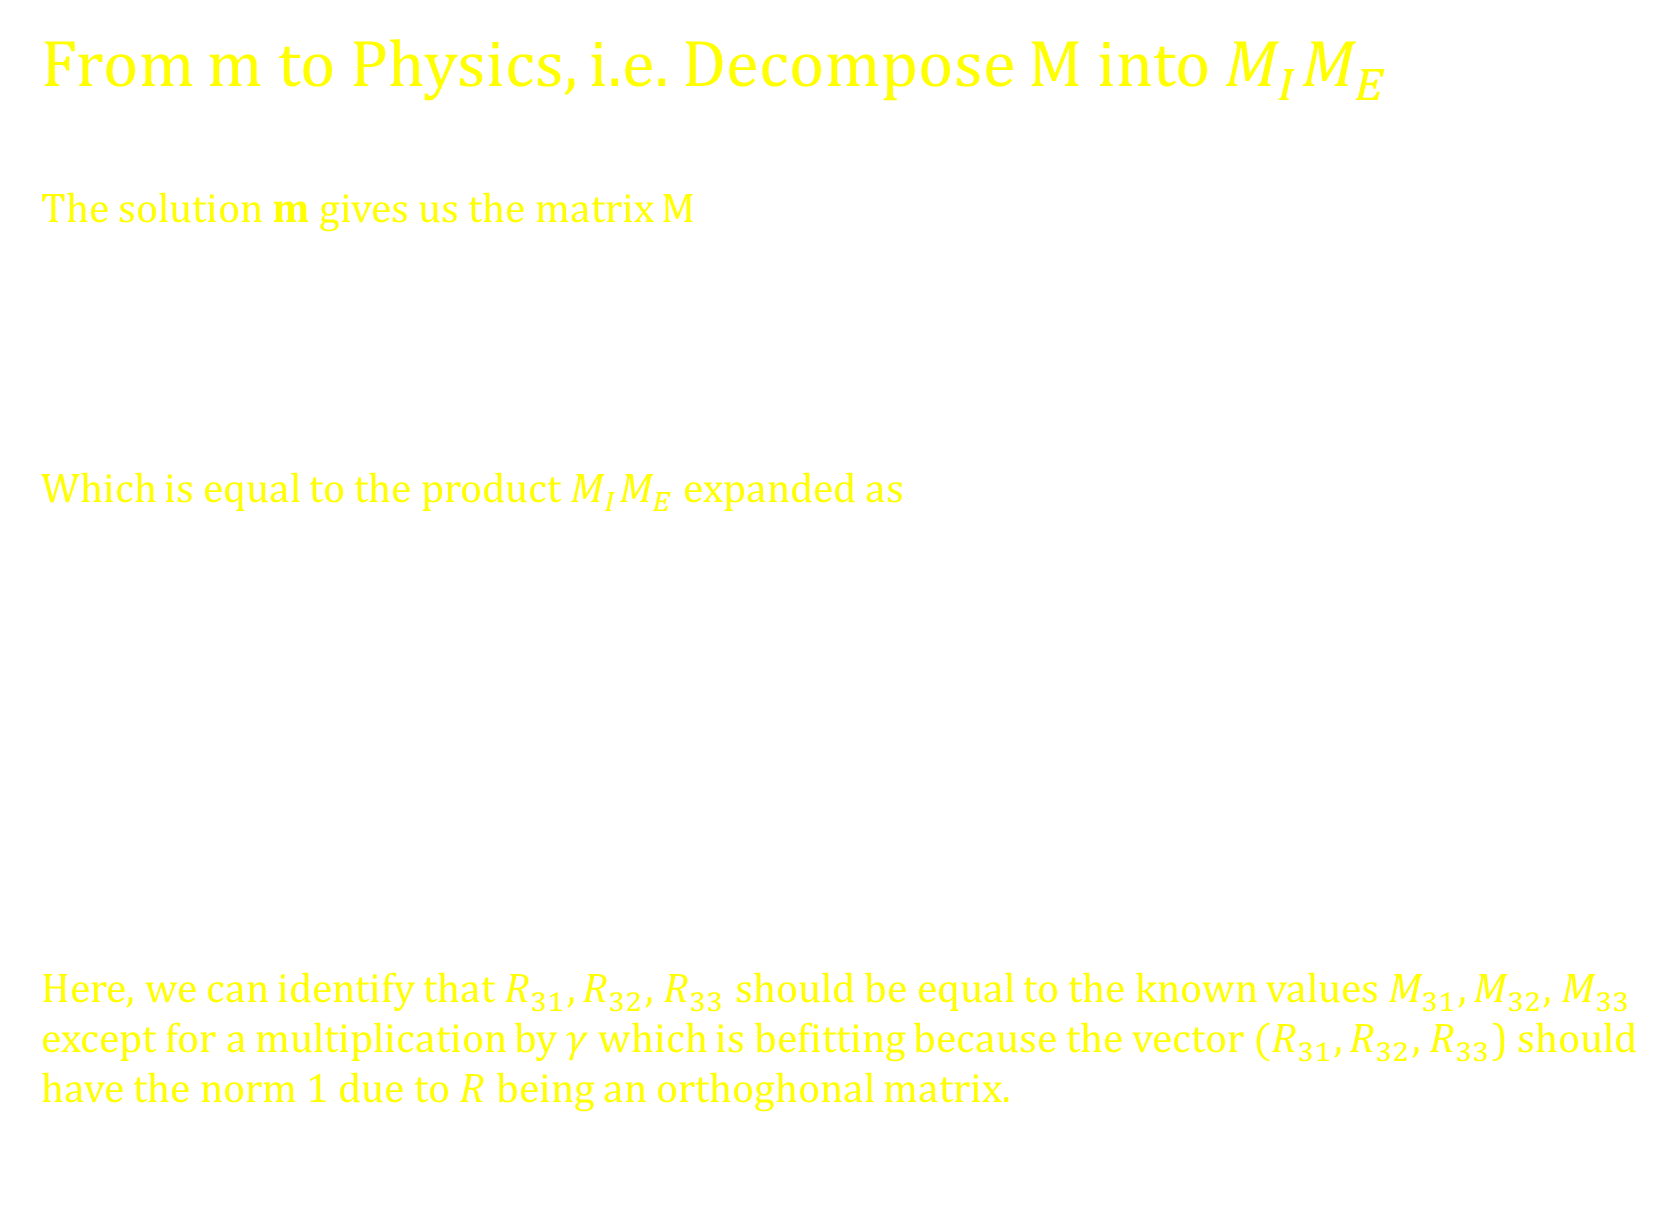 From m to Physics, i.e. Decompose M into $M_I M_E$
The solution m gives us the matrix M
Which is equal to the product $M_I M_E$ expanded as
Here, we can identify that $R_{31}, R_{32}, R_{33}$ should be equal to the known values $M_{31}, M_{32}, M_{33}$
except for a multiplication by γ which is befitting because the vector $(R_{31}, R_{32}, R_{33})$ should
have the norm 1 due to $R$ being an orthoghonal matrix.